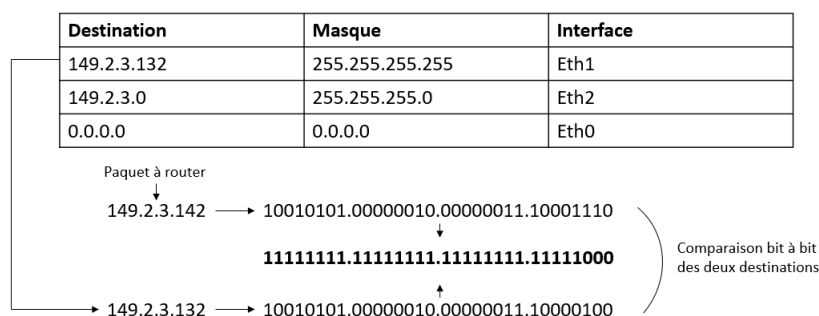 Destination Masque Interface
149.2.3.132 255.255.255.255 Eth1
149.2.3.0 255.255.255.0 Eth2
0.0.0.0 0.0.0.0 Eth0
Paquet à router
149.2.3.142 10010101.00000010.00000011.10001110
11111111.11111111.11111111.11111000
Comparaison bit à bit
des deux destinations
149.2.3.132 10010101.00000010.00000011.10000100